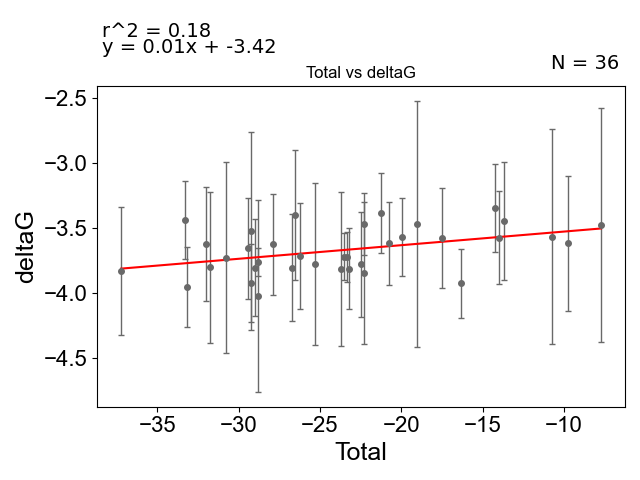 r^2 = 0.18
y = 0.01x + -3.42
N = 36
Total vs deltaG
−2.5
−3.0
−3.5
−4.0
−4.5
deltaG
−35 −30 −25 −20 −15 −10
Total